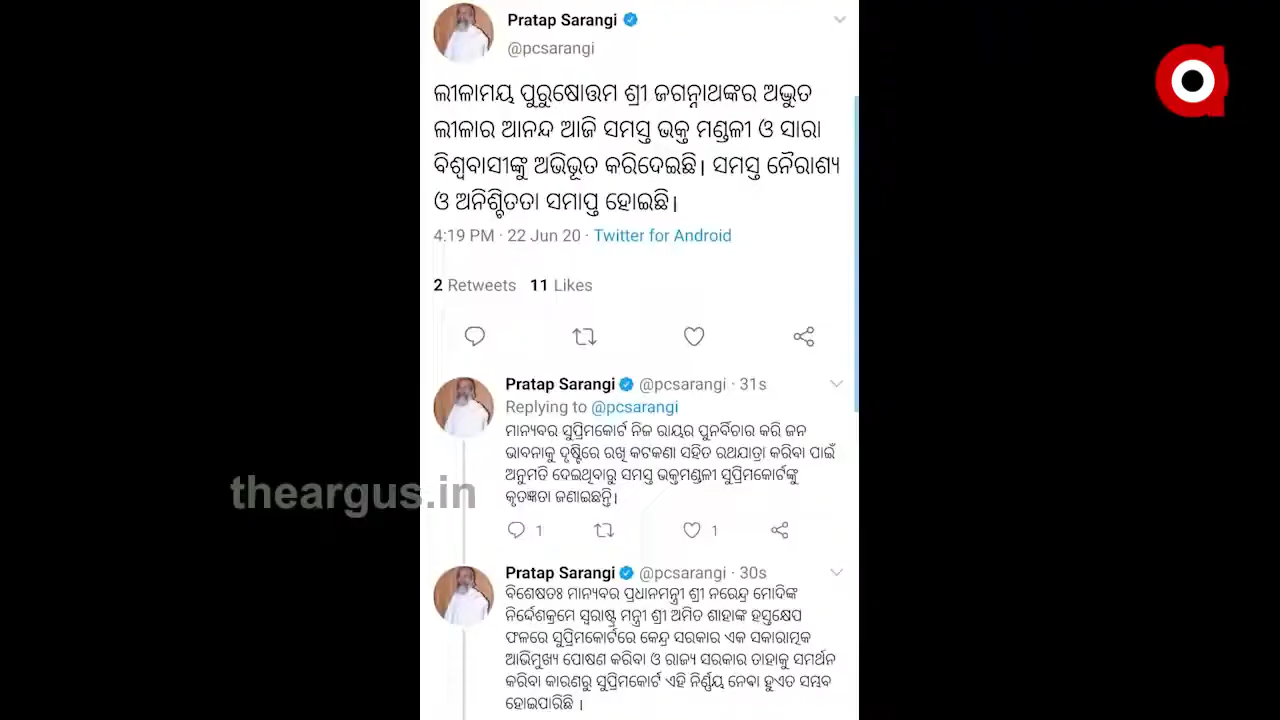 Pratap Sarangi
@pcsarangi
ଲୀଳାମୟ ପୁରୁଷୋତ୍ତମ ଶ୍ରୀ ଜଗନ୍ନାଥଙ୍କର ଅଦ୍ଭୁତ
ଲୀଳାର ଆନନ୍ଦ ଆଜି ସମସ୍ତ ଭକ୍ତ ମଣ୍ଡଳୀ ଓ ସାରା
ବିଶ୍ୱବାସୀଙ୍କୁ ଅଭିଭୂତ କରିଦେଇଛି। ସମସ୍ତ ନୈରାଶ୍ୟ
ଓ ଅନିଶ୍ଚିତତା ସମାପ୍ତ ହୋଇଛି।
4:19 PM · 22 Jun 20 · Twitter for Android
2 Retweets 11 Likes
Pratap Sarangi @pcsarangi · 31s
Replying to @pcsarangi
ମାନ୍ୟବର ସୁପ୍ରିମକୋର୍ଟ ନିଜ ରାୟର ପୁନର୍ବିଚାର କରି ଜନ
ଭାବନାକୁ ଦୃଷ୍ଟିରେ ରଖି କଟକଣା ସହିତ ରଥଯାତ୍ରା କରିବା ପାଇଁ
ଅନୁମତି ଦେଇଥିବାରୁ ସମସ୍ତ ଭକ୍ତମଣ୍ଡଳୀ ସୁପ୍ରିମକୋର୍ଟଙ୍କୁ
କୃତଜ୍ଞତା ଜଣାଇଛନ୍ତି।
theargus.in
1 1
Pratap Sarangi @pcsarangi · 30s
ବିଶେଷତଃ ମାନ୍ୟବର ପ୍ରଧାନମନ୍ତ୍ରୀ ଶ୍ରୀ ନରେନ୍ଦ୍ର ମୋଦିଙ୍କ
ନିର୍ଦ୍ଦେଶକ୍ରମେ ସ୍ୱରାଷ୍ଟ୍ର ମନ୍ତ୍ରୀ ଶ୍ରୀ ଅମିତ ଶାହାଙ୍କ ହସ୍ତକ୍ଷେପ
ଫଳରେ ସୁପ୍ରିମକୋର୍ଟରେ କେନ୍ଦ୍ର ସରକାର ଏକ ସକାରାତ୍ମକ
ଆଭିମୁଖ୍ୟ ପୋଷଣ କରିବା ଓ ରାଜ୍ୟ ସରକାର ତାହାକୁ ସମର୍ଥନ
କରିବା କାରଣରୁ ସୁପ୍ରିମକୋର୍ଟ ଏହି ନିର୍ଣ୍ଣୟ ନେଵା ହୁଏତ ସମ୍ଭବ
ହୋଇପାରିଛି ।